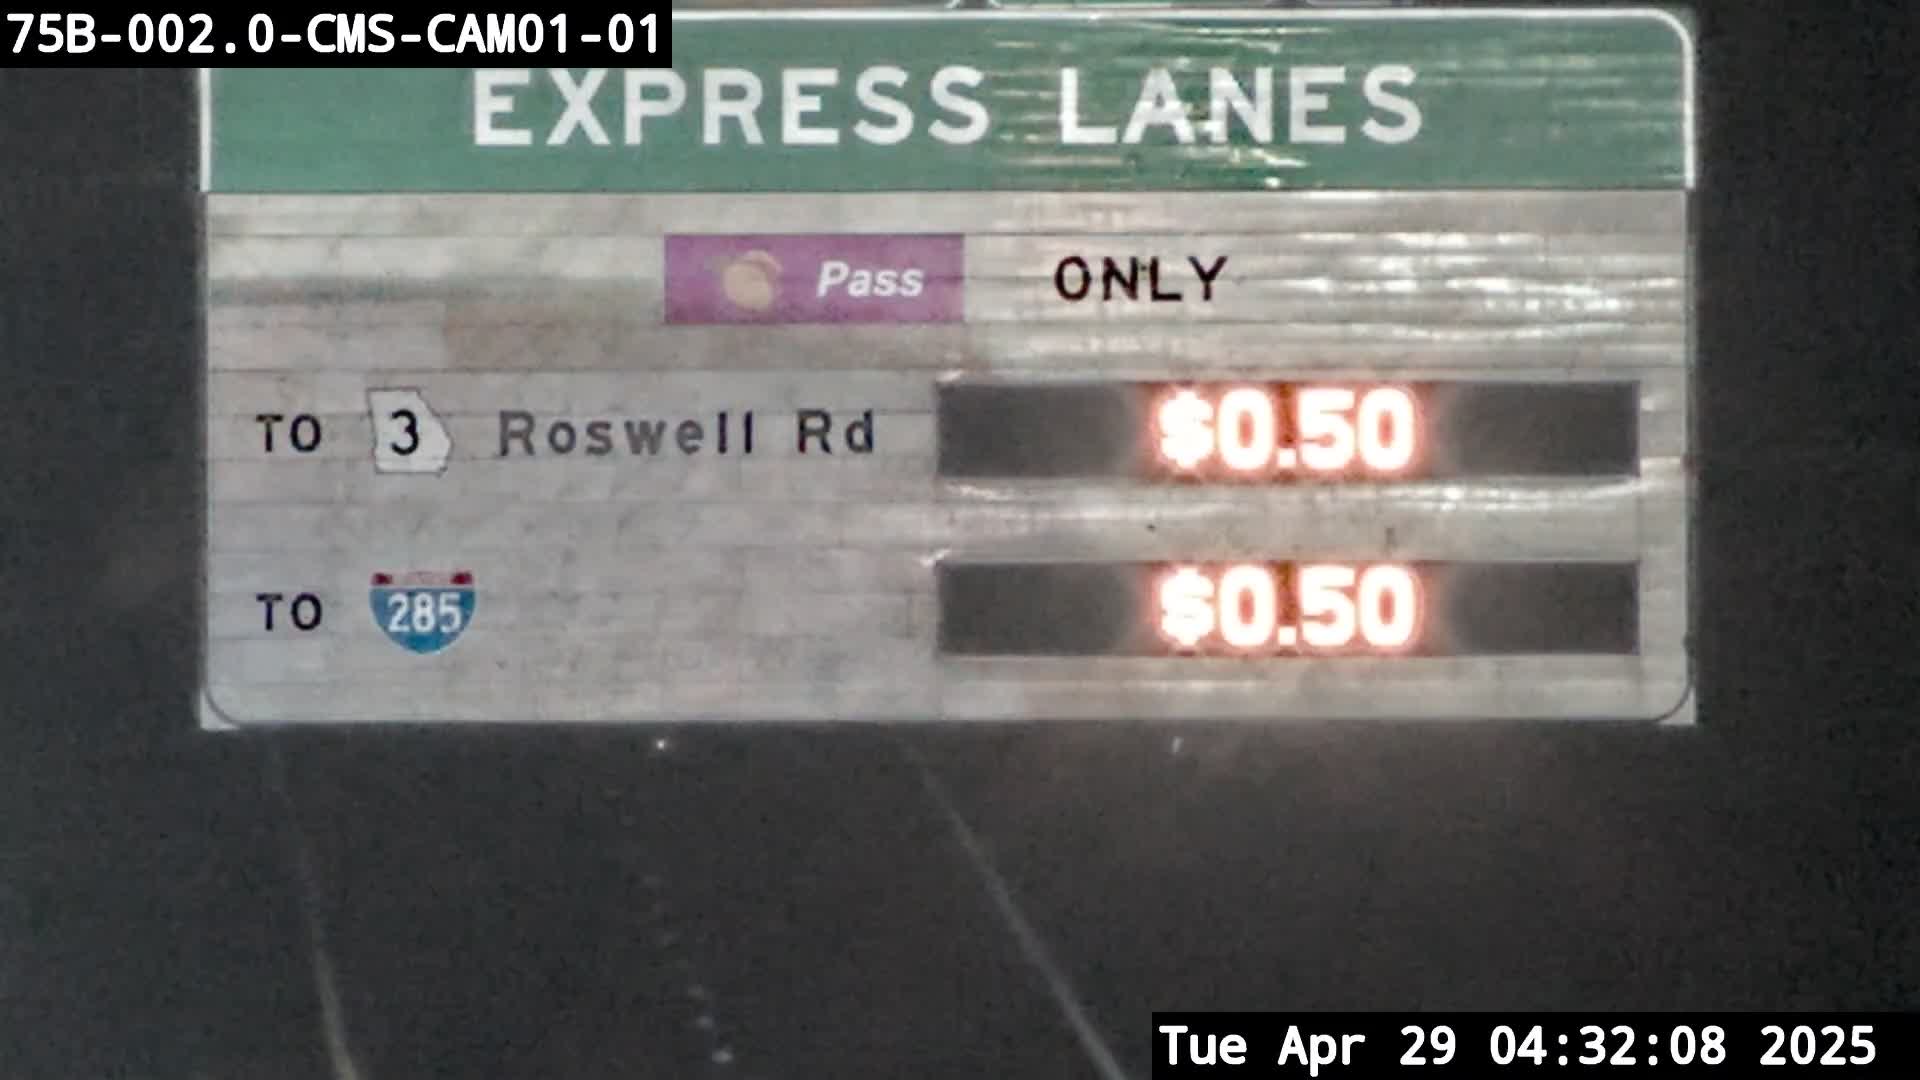 75B-002.0-CMS-CAM01-01
EXPRESS LANES
Pass ONLY
TO 3 Roswell Rd $0.50
TO 285 $0.50
Tue Apr 29 04:32:08 2025